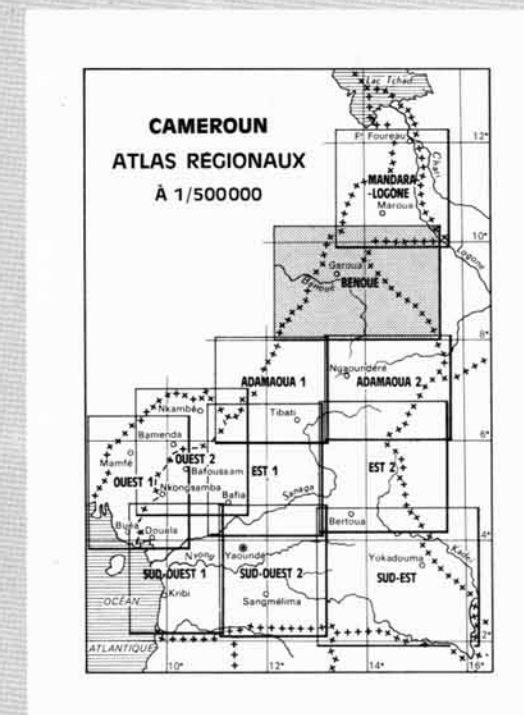 CAMEROUN
ATLAS RÉGIONAUX
À 1/500000
Lac Tchad
Ft Foureau
12°
Chari
MANDARA
-LOGONE
Maroua
10°
Logone
Garoua
Bénoué
BENOUE
8°
Ngaoundéré
ADAMAOUA 1
ADAMAOUA 2
Nkambé
Tibati
6°
Bamenda
Mamfé
OUEST 2
Bafoussam
EST 1
EST 2
OUEST 1
Nkongsamba
Bafia
Sanaga
Bertoua
Buéa
Douala
4°
Nyong
Yaoundé
Kadei
Yokadouma
SUD-OUEST 1
SUD-OUEST 2
SUD-EST
OCÉAN
Kribi
Sangmélima
ATLANTIQUE
2°
10°
12°
14°
16°